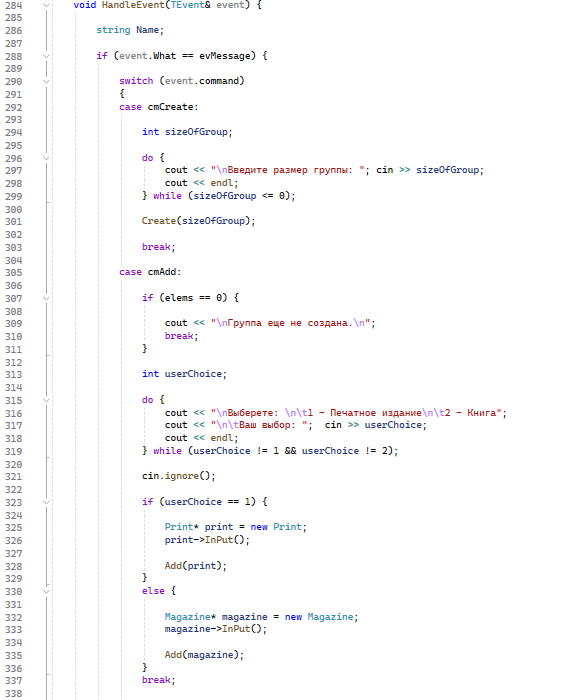 284 void HandleEvent(TEvent& event) {
285
286 string Name;
287
288 if (event.What == evMessage) {
289
290 switch (event.command)
291 {
292 case cmCreate:
293
294 int sizeOfGroup;
295
296 do {
297 cout << "\nВведите размер группы: "; cin >> sizeOfGroup;
298 cout << endl;
299 } while (sizeOfGroup <= 0);
300
301 Create(sizeOfGroup);
302
303 break;
304
305 case cmAdd:
306
307 if (elems == 0) {
308
309 cout << "\nГруппа еще не создана.\n";
310 break;
311 }
312
313 int userChoice;
314
315 do {
316 cout << "\nВыберете: \n\t1 - Печатное издание\n\t2 - Книга";
317 cout << "\n\tВаш выбор: "; cin >> userChoice;
318 cout << endl;
319 } while (userChoice != 1 && userChoice != 2);
320
321 cin.ignore();
322
323 if (userChoice == 1) {
324
325 Print* print = new Print;
326 print->InPut();
327
328 Add(print);
329 }
330 else {
331
332 Magazine* magazine = new Magazine;
333 magazine->InPut();
334
335 Add(magazine);
336 }
337 break;
338